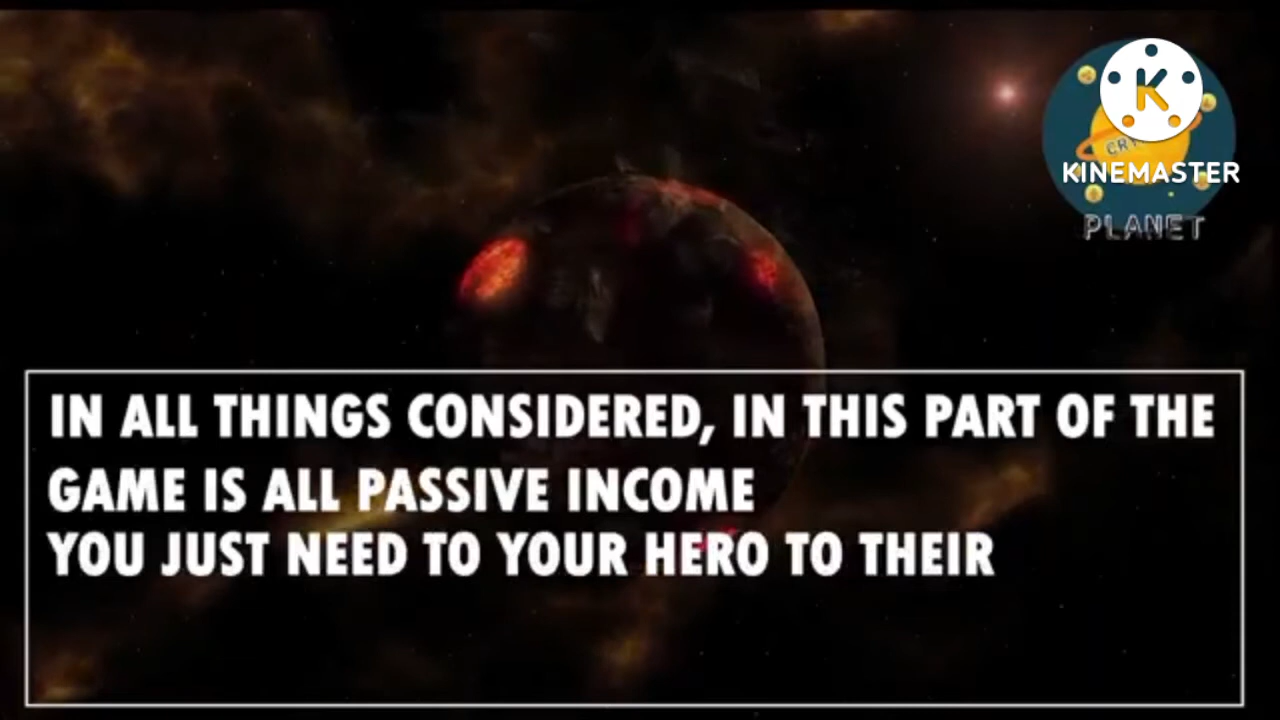 KINEMASTER
PLANET
IN ALL THINGS CONSIDERED, IN THIS PART OF THE
GAME IS ALL PASSIVE INCOME
YOU JUST NEED TO YOUR HERO TO THEIR